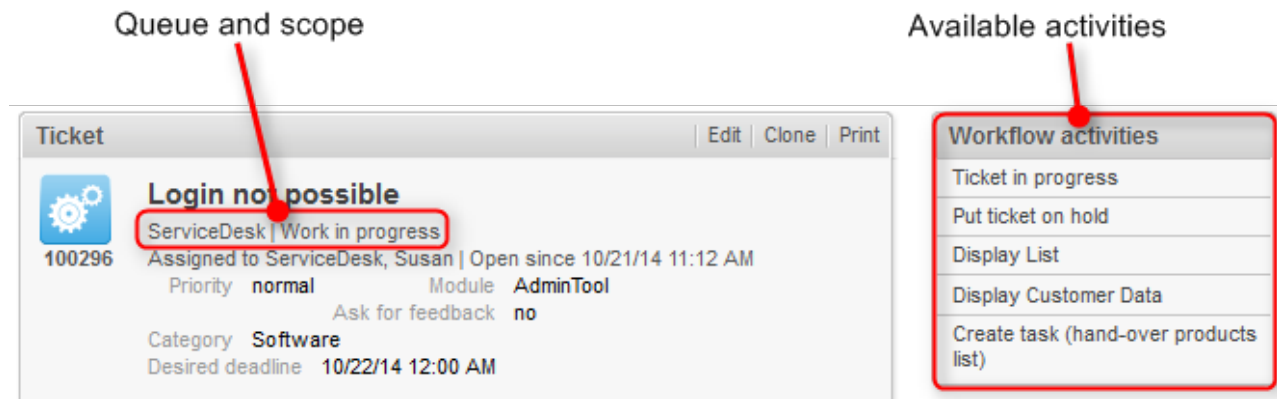 Queue and scope
Available activities
Ticket
Edit | Clone | Print
Login not possible
ServiceDesk | Work in progress
100296
Assigned to ServiceDesk, Susan | Open since 10/21/14 11:12 AM
Priority normal Module AdminTool
Ask for feedback no
Category Software
Desired deadline 10/22/14 12:00 AM
Workflow activities
Ticket in progress
Put ticket on hold
Display List
Display Customer Data
Create task (hand-over products
list)